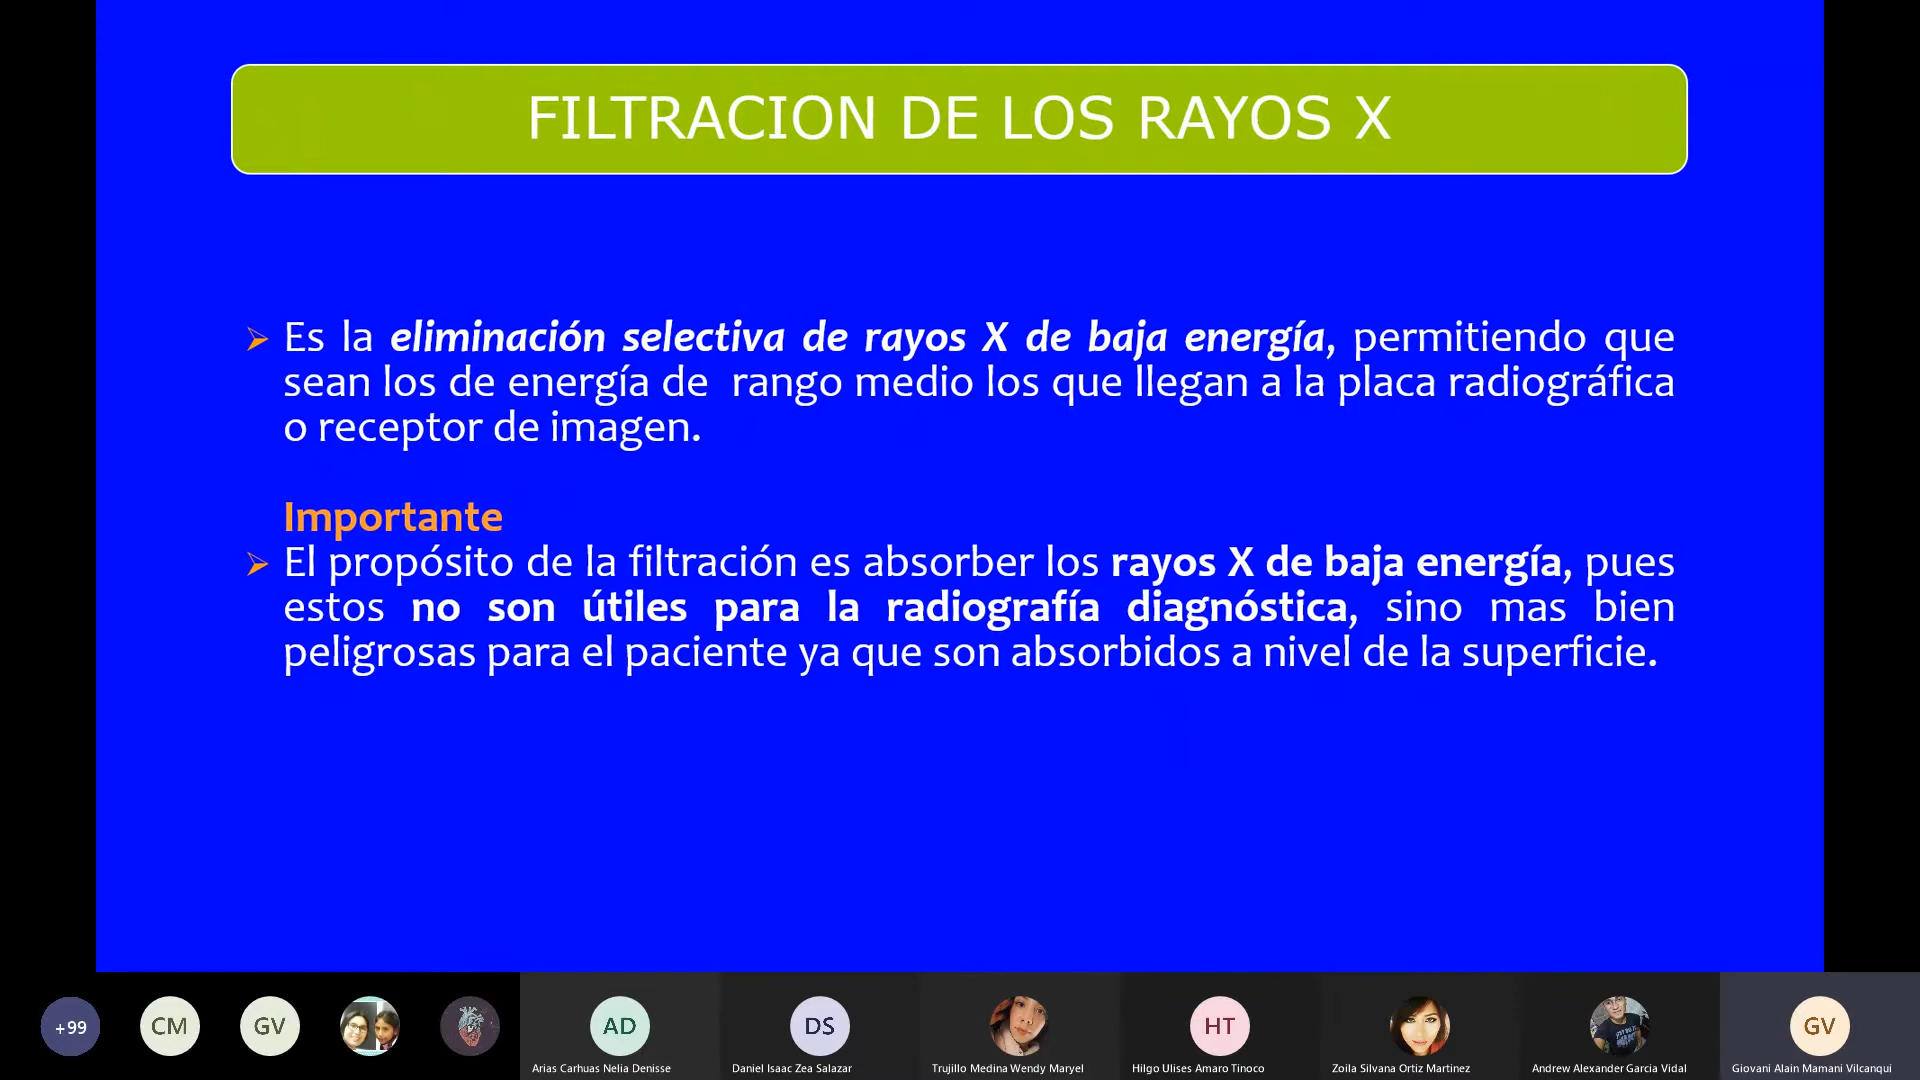 FILTRACION DE LOS RAYOS X
➢ Es la eliminación selectiva de rayos X de baja energía, permitiendo que
sean los de energía de rango medio los que llegan a la placa radiográfica
o receptor de imagen.
Importante
➢ El propósito de la filtración es absorber los rayos X de baja energía, pues
estos no son útiles para la radiografía diagnóstica, sino mas bien
peligrosas para el paciente ya que son absorbidos a nivel de la superficie.
+99
CM
GV
AD
DS
HT
GV
Arias Carhuas Nelia Denisse
Daniel Isaac Zea Salazar
Trujillo Medina Wendy Maryel
Hilgo Ulises Amaro Tinoco
Zoila Silvana Ortiz Martinez
Andrew Alexander Garcia Vidal
Giovani Alain Mamani Vilcanqui